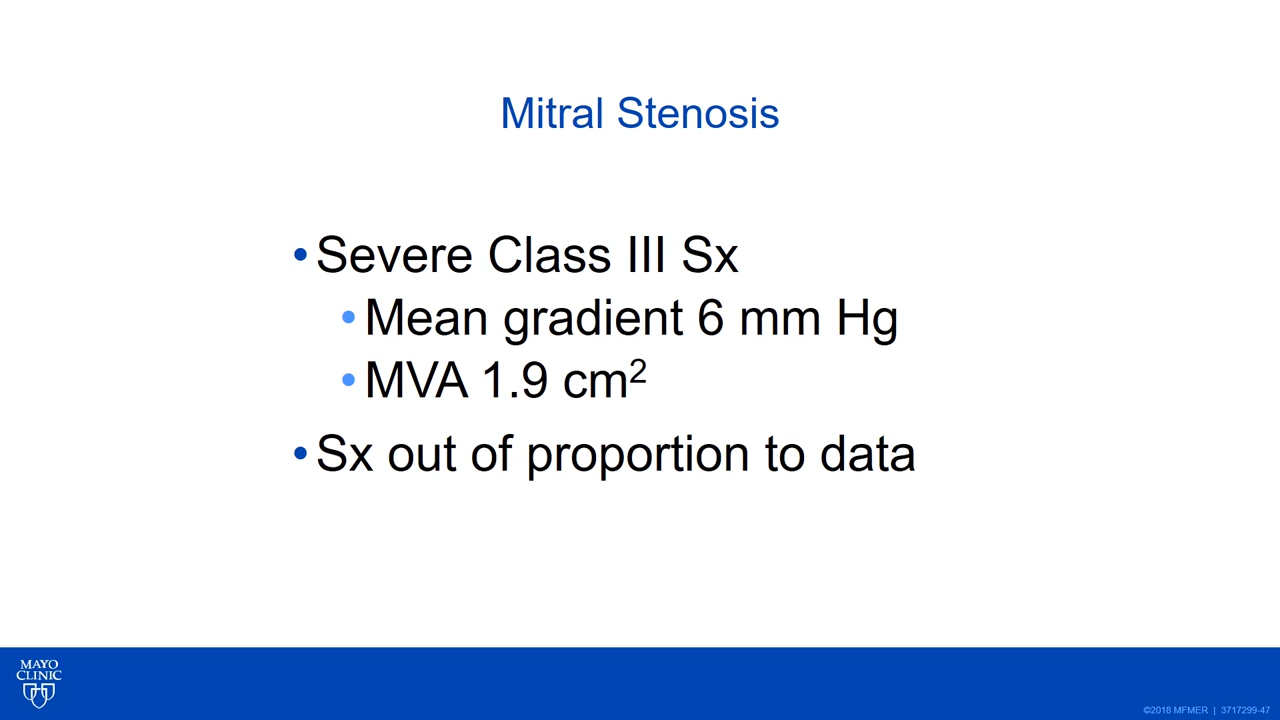 Mitral Stenosis
•Severe Class III Sx
•Mean gradient 6 mm Hg
•MVA 1.9 cm²
•Sx out of proportion to data
MAYO
CLINIC
©2018 MFMER | 3717299-47